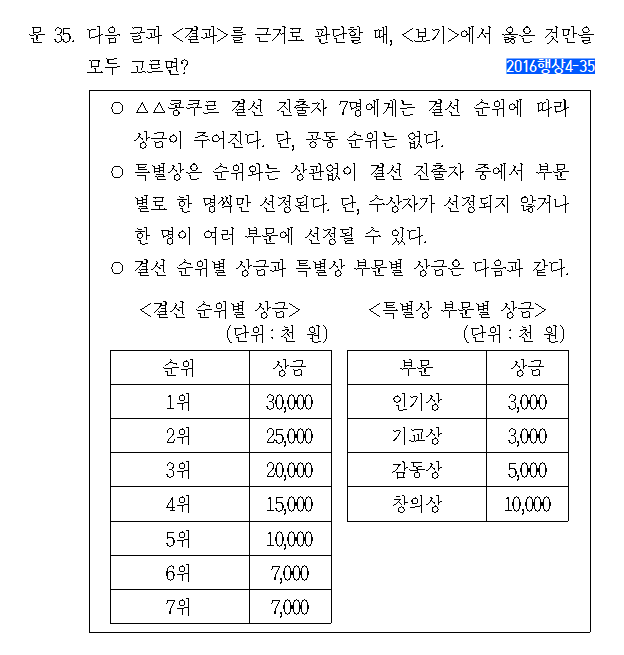 문 35. 다음 글과 <결과>를 근거로 판단할 때, <보기>에서 옳은 것만을
모두 고르면?
2016행상4-35
○ △△콩쿠르 결선 진출자 7명에게는 결선 순위에 따라
상금이 주어진다. 단, 공동 순위는 없다.
○ 특별상은 순위와는 상관없이 결선 진출자 중에서 부문
별로 한 명씩만 선정된다. 단, 수상자가 선정되지 않거나
한 명이 여러 부문에 선정될 수 있다.
○ 결선 순위별 상금과 특별상 부문별 상금은 다음과 같다.
<결선 순위별 상금>
(단위 : 천 원)
순위 상금
1위 30,000
2위 25,000
3위 20,000
4위 15,000
5위 10,000
6위 7,000
7위 7,000
<특별상 부문별 상금>
(단위 : 천 원)
부문 상금
인기상 3,000
기교상 3,000
감동상 5,000
창의상 10,000